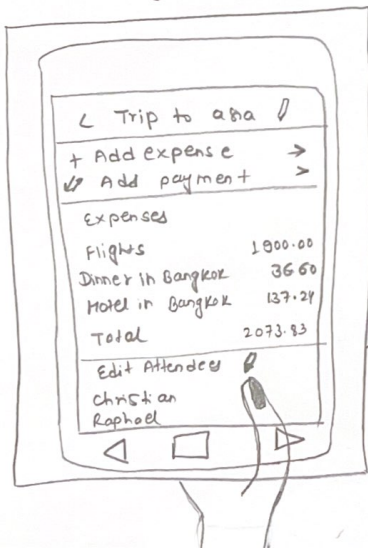 < Trip to asia
+ Add expense →
Add payment >
Expenses
Flights 1900.00
Dinner in Bangkok 36.60
Hotel in Bangkok 137.24
Total 2073.83
Edit Attendees
Christian
Raphael